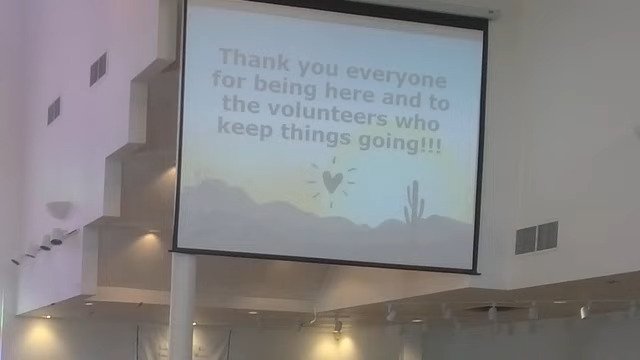 Thank you everyone
for being here and to
the volunteers who
keep things going!!!